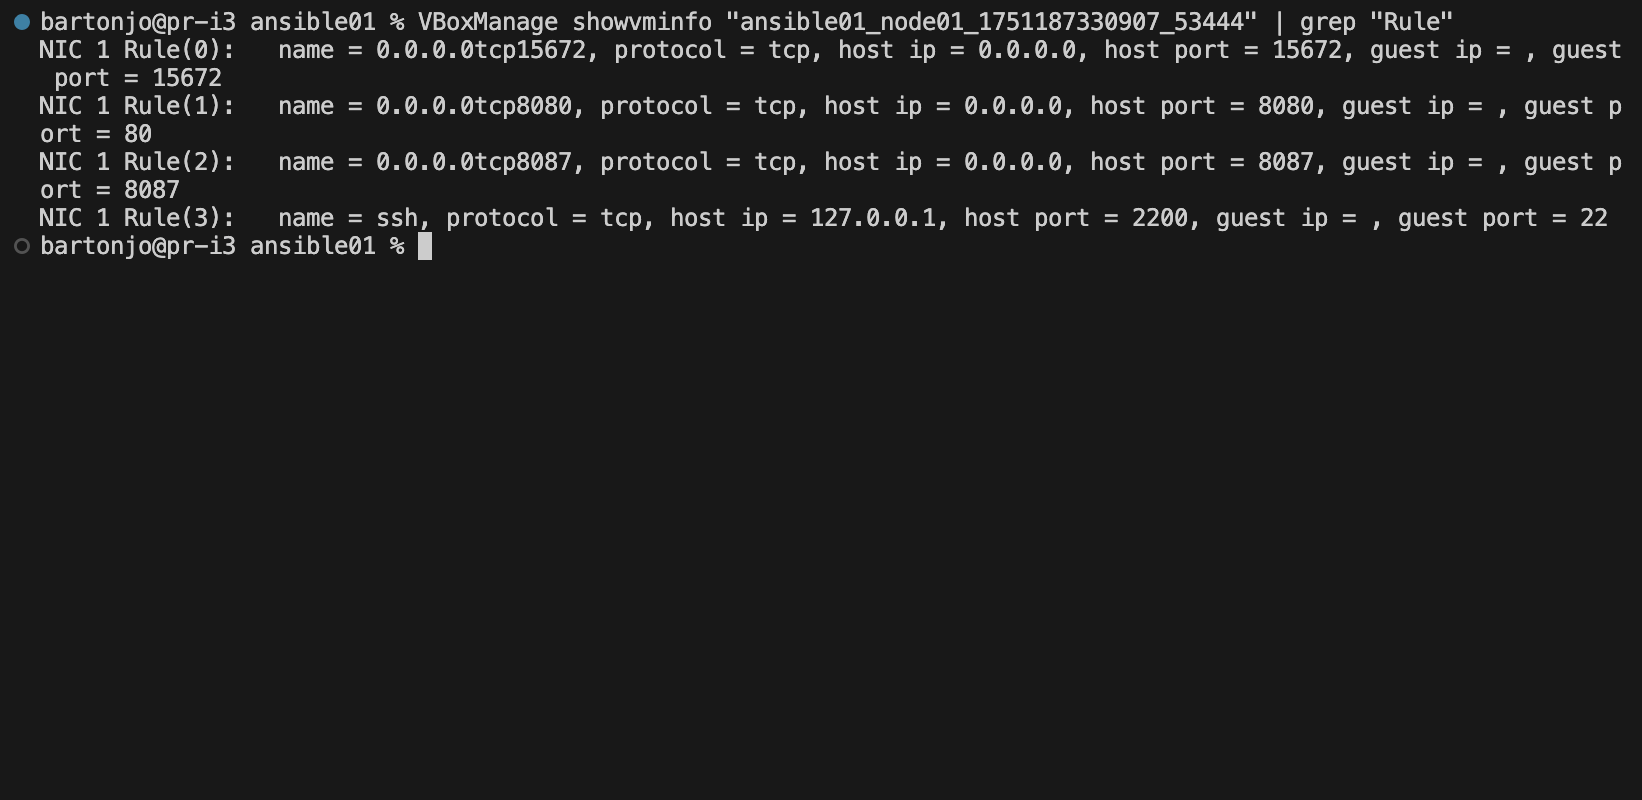 bartonjo@pr-i3 ansible01 % VBoxManage showvminfo "ansible01_node01_1751187330907_53444" | grep "Rule"
NIC 1 Rule(0):   name = 0.0.0.0tcp15672, protocol = tcp, host ip = 0.0.0.0, host port = 15672, guest ip = , guest
 port = 15672
NIC 1 Rule(1):   name = 0.0.0.0tcp8080, protocol = tcp, host ip = 0.0.0.0, host port = 8080, guest ip = , guest p
ort = 80
NIC 1 Rule(2):   name = 0.0.0.0tcp8087, protocol = tcp, host ip = 0.0.0.0, host port = 8087, guest ip = , guest p
ort = 8087
NIC 1 Rule(3):   name = ssh, protocol = tcp, host ip = 127.0.0.1, host port = 2200, guest ip = , guest port = 22
bartonjo@pr-i3 ansible01 %